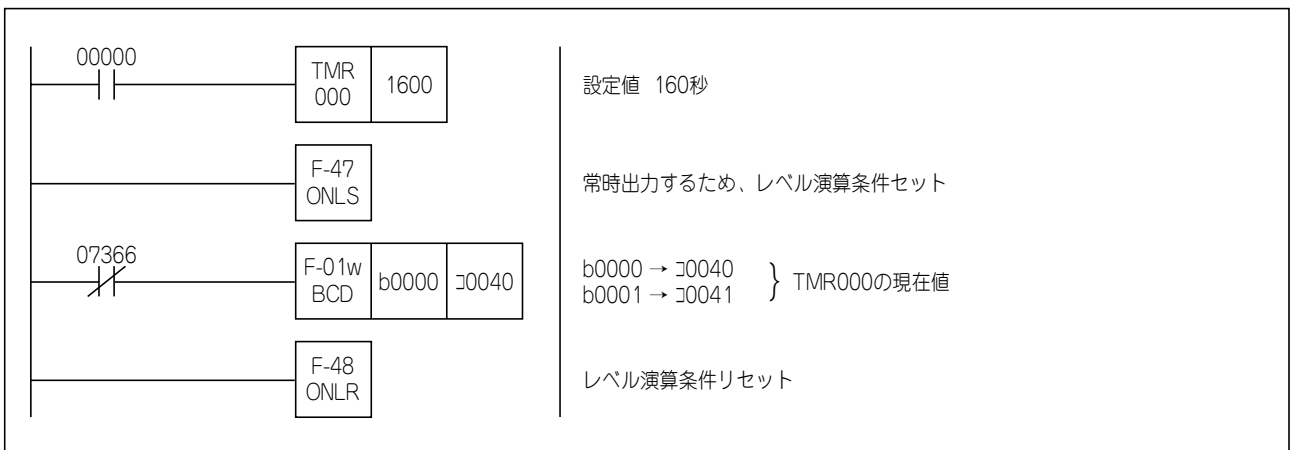 00000
TMR
000
1600
設定値 160秒
F-47
ONLS
常時出力するため、レベル演算条件セット
07366
F-01w
BCD
b0000
コ0040
b0000 → コ0040
b0001 → コ0041
} TMR000の現在値
F-48
ONLR
レベル演算条件リセット